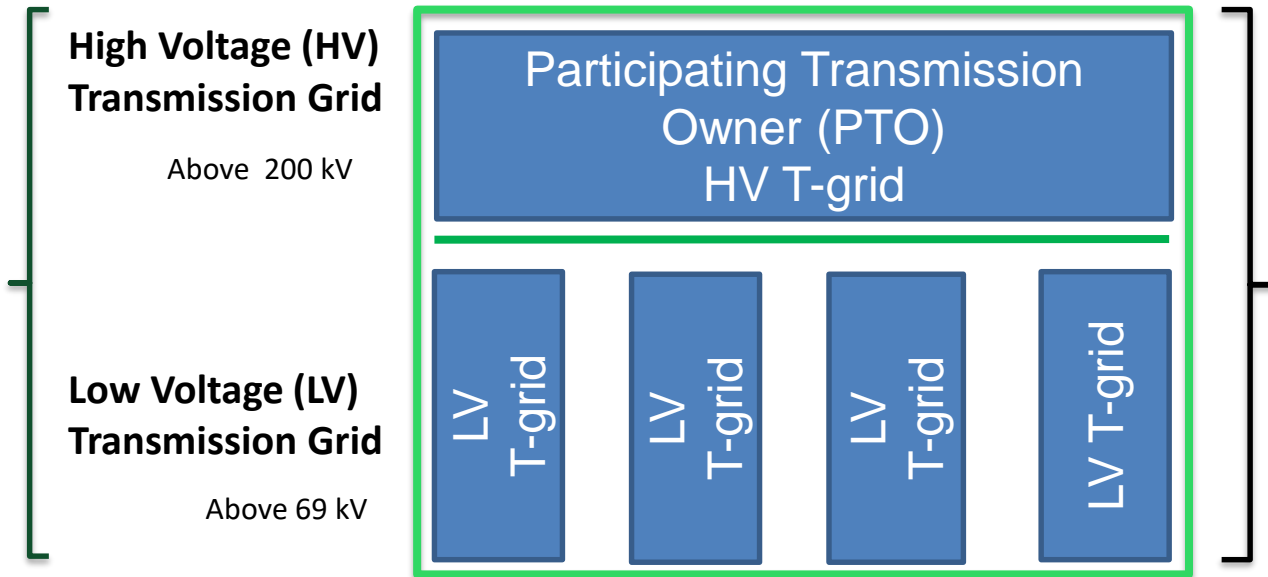 High Voltage (HV)
Transmission Grid
Above 200 kV
Participating Transmission
Owner (PTO)
HV T-grid
Low Voltage (LV)
Transmission Grid
Above 69 kV
LV
T-grid
LV
T-grid
LV
T-grid
LV T-grid